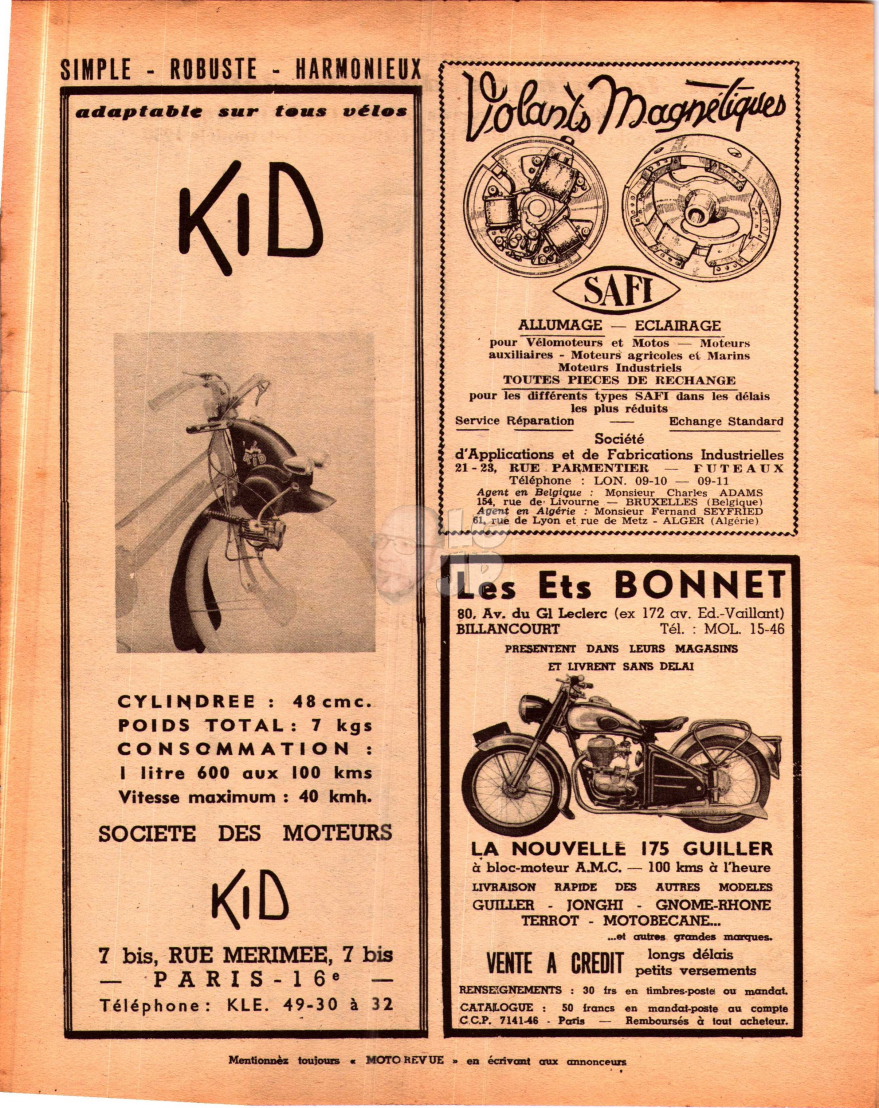 SIMPLE - ROBUSTE - HARMONIEUX
adaptable sur tous vélos
KID
CYLINDREE : 48 cmc.
POIDS TOTAL : 7 kgs
CONSOMMATION :
1 litre 600 aux 100 kms
Vitesse maximum : 40 kmh.
SOCIETE DES MOTEURS
KID
7 bis, RUE MERIMEE, 7 bis
— PARIS - 16e —
Téléphone : KLE. 49-30 à 32
Volants Magnétiques
SAFI
ALLUMAGE — ECLAIRAGE
pour Vélomoteurs et Motos — Moteurs
auxiliaires - Moteurs agricoles et Marins
Moteurs Industriels
TOUTES PIECES DE RECHANGE
pour les différents types SAFI dans les délais
les plus réduits
Service Réparation — Echange Standard
Société
d'Applications et de Fabrications Industrielles
21 - 23, RUE PARMENTIER — FUTEAUX
Téléphone : LON. 09-10 — 09-11
Agent en Belgique : Monsieur Charles ADAMS
154, rue de Livourne — BRUXELLES (Belgique)
Agent en Algérie : Monsieur Fernand SEYFRIED
61, rue de Lyon et rue de Metz - ALGER (Algérie)
Les Ets BONNET
80, Av. du Gl Leclerc (ex 172 av. Ed.-Vaillant)
BILLANCOURT Tél. : MOL. 15-46
PRESENTENT DANS LEURS MAGASINS
ET LIVRENT SANS DELAI
LA NOUVELLE 175 GUILLER
à bloc-moteur A.M.C. — 100 kms à l'heure
LIVRAISON RAPIDE DES AUTRES MODELES
GUILLER - JONGHI - GNOME-RHONE
TERROT - MOTOBECANE...
...et autres grandes marques.
VENTE A CREDIT longs délais
petits versements
RENSEIGNEMENTS : 30 frs en timbres-poste ou mandat.
CATALOGUE : 50 francs en mandat-poste au compte
C.C.P. 7141-46 - Paris — Remboursés à tout acheteur.
Mentionnèz toujours « MOTO REVUE » en écrivant aux annonceurs